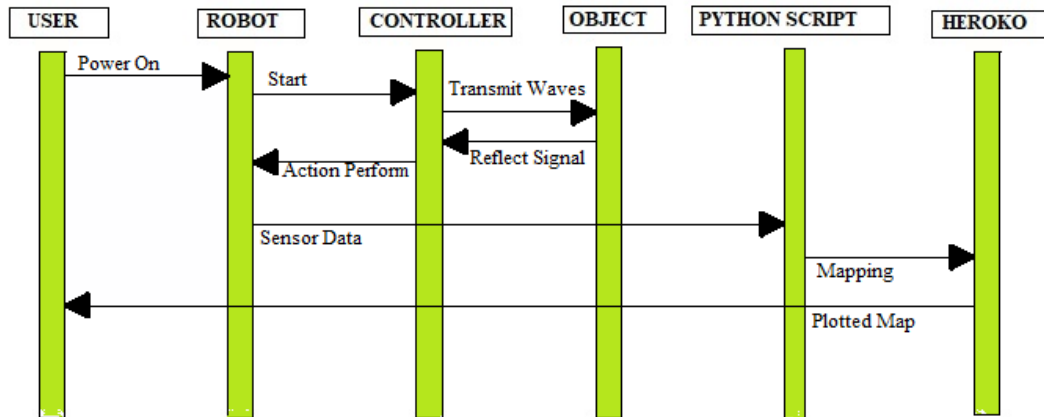 USER
ROBOT
CONTROLLER
OBJECT
PYTHON SCRIPT
HEROKO
Power On
Start
Transmit Waves
Reflect Signal
Action Perform
Sensor Data
Mapping
Plotted Map